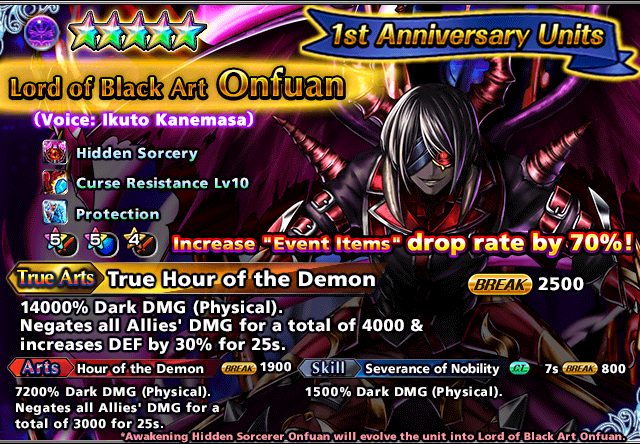 1st Anniversary Units
Lord of Black Art Onfuan
(Voice: Ikuto Kanemasa)
Hidden Sorcery
Curse Resistance Lv10
Protection
5 5 4
Increase "Event Items" drop rate by 70%!
True Arts True Hour of the Demon BREAK 2500
14000% Dark DMG (Physical).
Negates all Allies' DMG for a total of 4000 &
increases DEF by 30% for 25s.
Arts Hour of the Demon BREAK 1900
7200% Dark DMG (Physical).
Negates all Allies' DMG for a
total of 3000 for 25s.
Skill Severance of Nobility CT 7s BREAK 800
1500% Dark DMG (Physical).
*Awakening Hidden Sorcerer Onfuan will evolve the unit into Lord of Black Art Onfuan